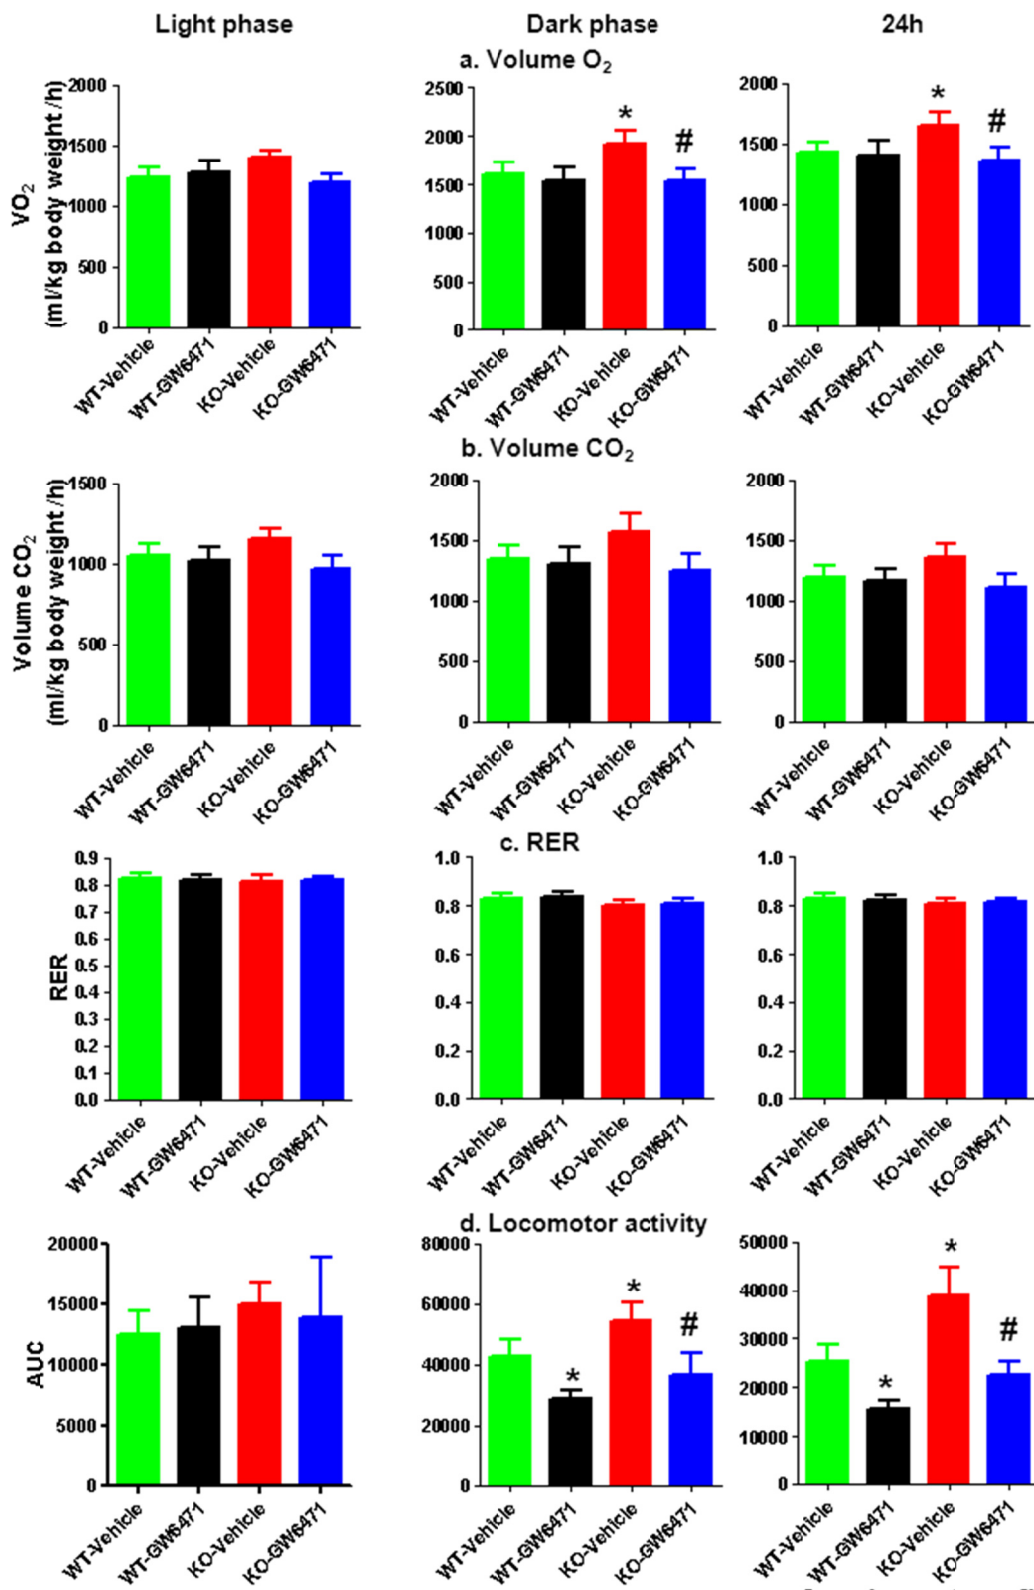 Light phase
Dark phase
24h
a. Volume O2
VO2
(ml/kg body weight /h)
2000
1500
1000
500
0
WT-Vehicle
WT-GW6471
KO-Vehicle
KO-GW6471
2500
2000
1500
1000
500
0
*
#
WT-Vehicle
WT-GW6471
KO-Vehicle
KO-GW6471
2000
1500
1000
500
0
*
#
WT-Vehicle
WT-GW6471
KO-Vehicle
KO-GW6471
b. Volume CO2
Volume CO2
(ml/kg body weight /h)
1500
1000
500
0
WT-Vehicle
WT-GW6471
KO-Vehicle
KO-GW6471
2000
1500
1000
500
0
WT-Vehicle
WT-GW6471
KO-Vehicle
KO-GW6471
2000
1500
1000
500
0
WT-Vehicle
WT-GW6471
KO-Vehicle
KO-GW6471
c. RER
RER
0.9
0.8
0.7
0.6
0.5
0.4
0.3
0.2
0.1
0.0
WT-Vehicle
WT-GW6471
KO-Vehicle
KO-GW6471
1.0
0.8
0.6
0.4
0.2
0.0
WT-Vehicle
WT-GW6471
KO-Vehicle
KO-GW6471
1.0
0.8
0.6
0.4
0.2
0.0
WT-Vehicle
WT-GW6471
KO-Vehicle
KO-GW6471
d. Locomotor activity
AUC
20000
15000
10000
5000
0
WT-Vehicle
WT-GW6471
KO-Vehicle
KO-GW6471
80000
60000
40000
20000
0
*
*
#
WT-Vehicle
WT-GW6471
KO-Vehicle
KO-GW6471
50000
40000
30000
20000
10000
0
*
*
#
WT-Vehicle
WT-GW6471
KO-Vehicle
KO-GW6471